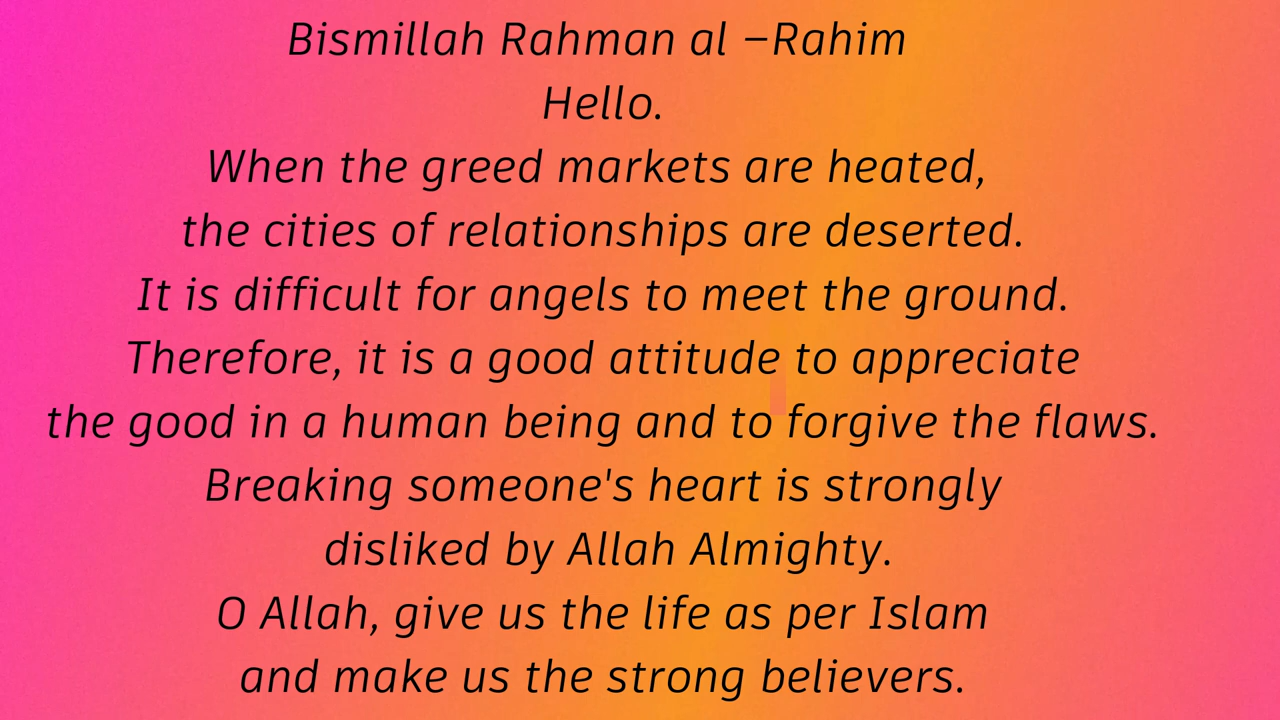 Bismillah Rahman al –Rahim
Hello.
When the greed markets are heated,
the cities of relationships are deserted.
It is difficult for angels to meet the ground.
Therefore, it is a good attitude to appreciate
the good in a human being and to forgive the flaws.
Breaking someone's heart is strongly
disliked by Allah Almighty.
O Allah, give us the life as per Islam
and make us the strong believers.